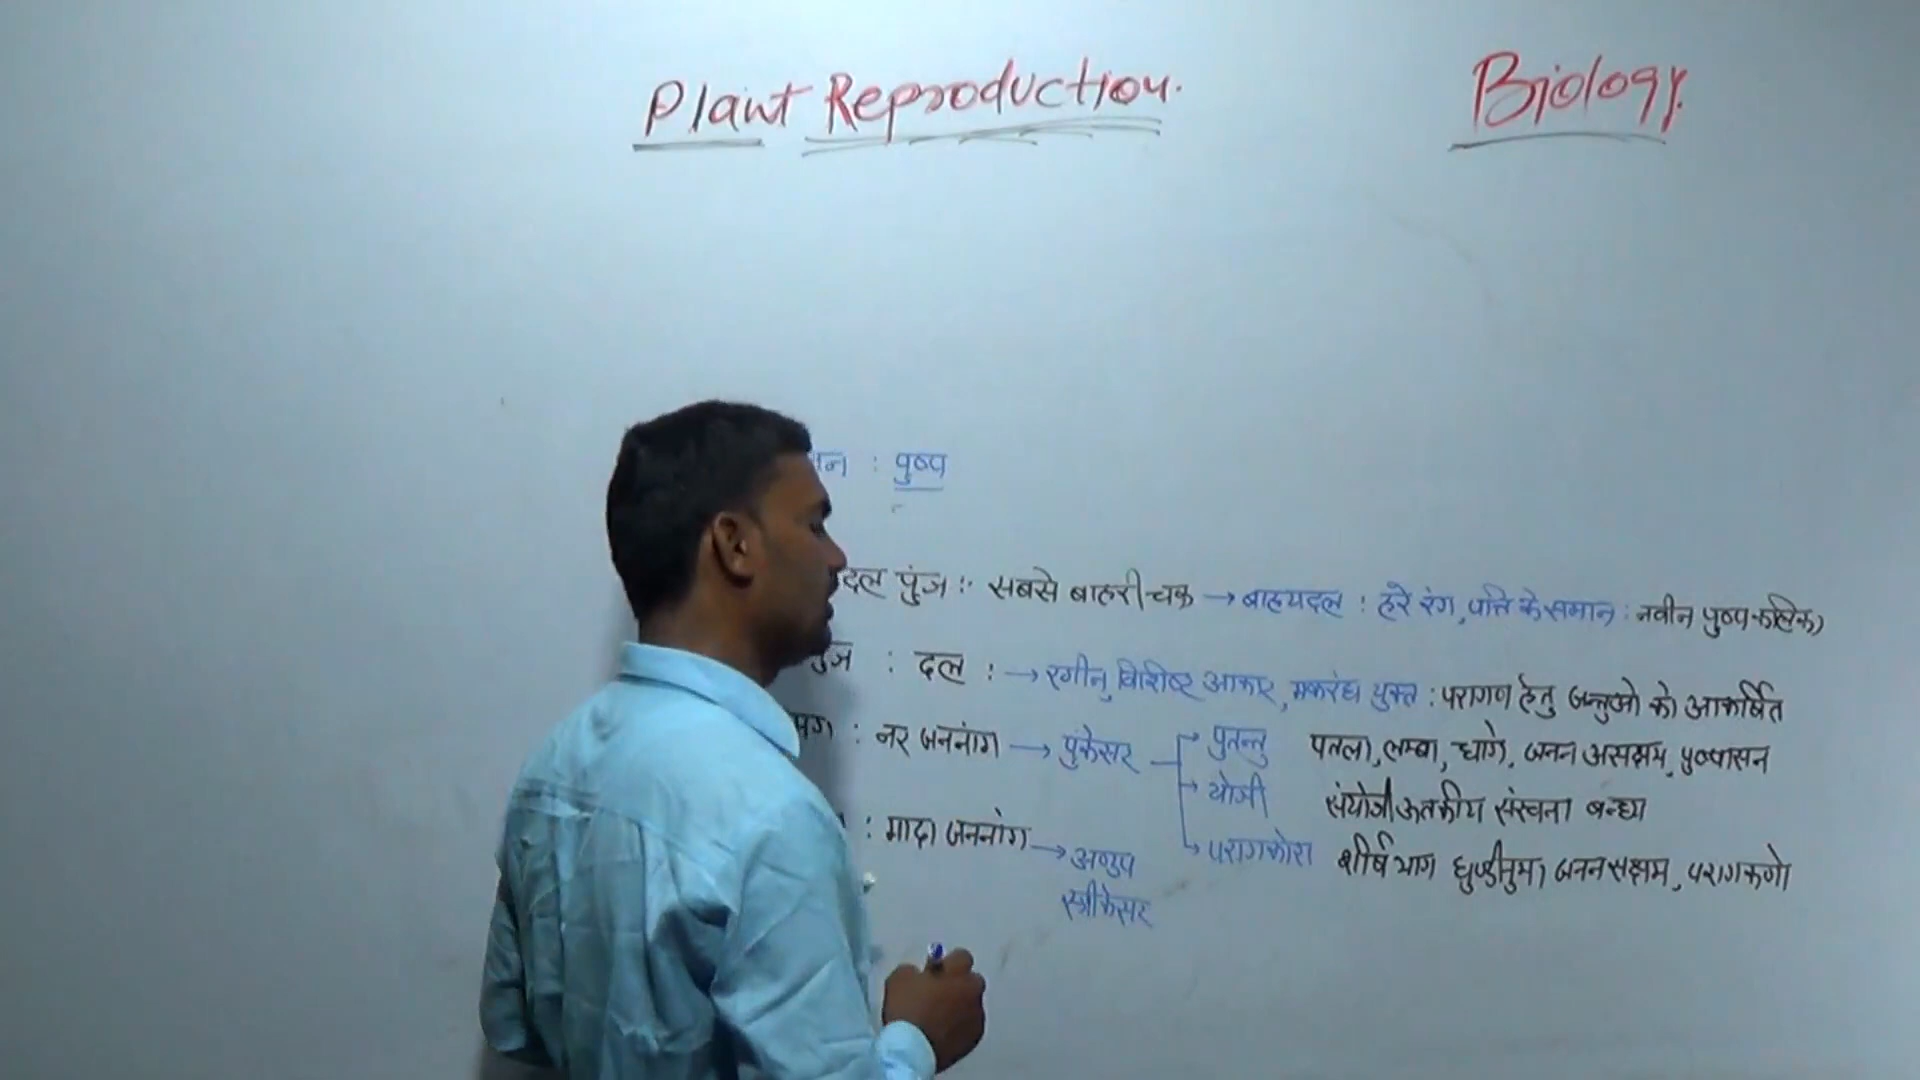 Plant Reproduction.
Biology.
: पुष्प
दल पुंज : सबसे बाहरी चक्र → बाह्यदल : हरे रंग, पत्ति के समान : नवीन पुष्प कलिका
: दल : → रंगीन, विशिष्ट आकार, मकरंद युक्त : परागण हेतु जन्तुओ को आकर्षित
: नर जननांग → पुंकेसर → पुतन्तु पतला, लम्बा, धागे, जनन असक्षम, पुष्पासन
→ योजी संयोजी ऊतकीय संरचना बन्ध्य
→ परागकोश शीर्ष भाग घुण्डीनुमा जनन सक्षम, परागकणो
: मादा जननांग → अण्डप
स्त्रीकेसर